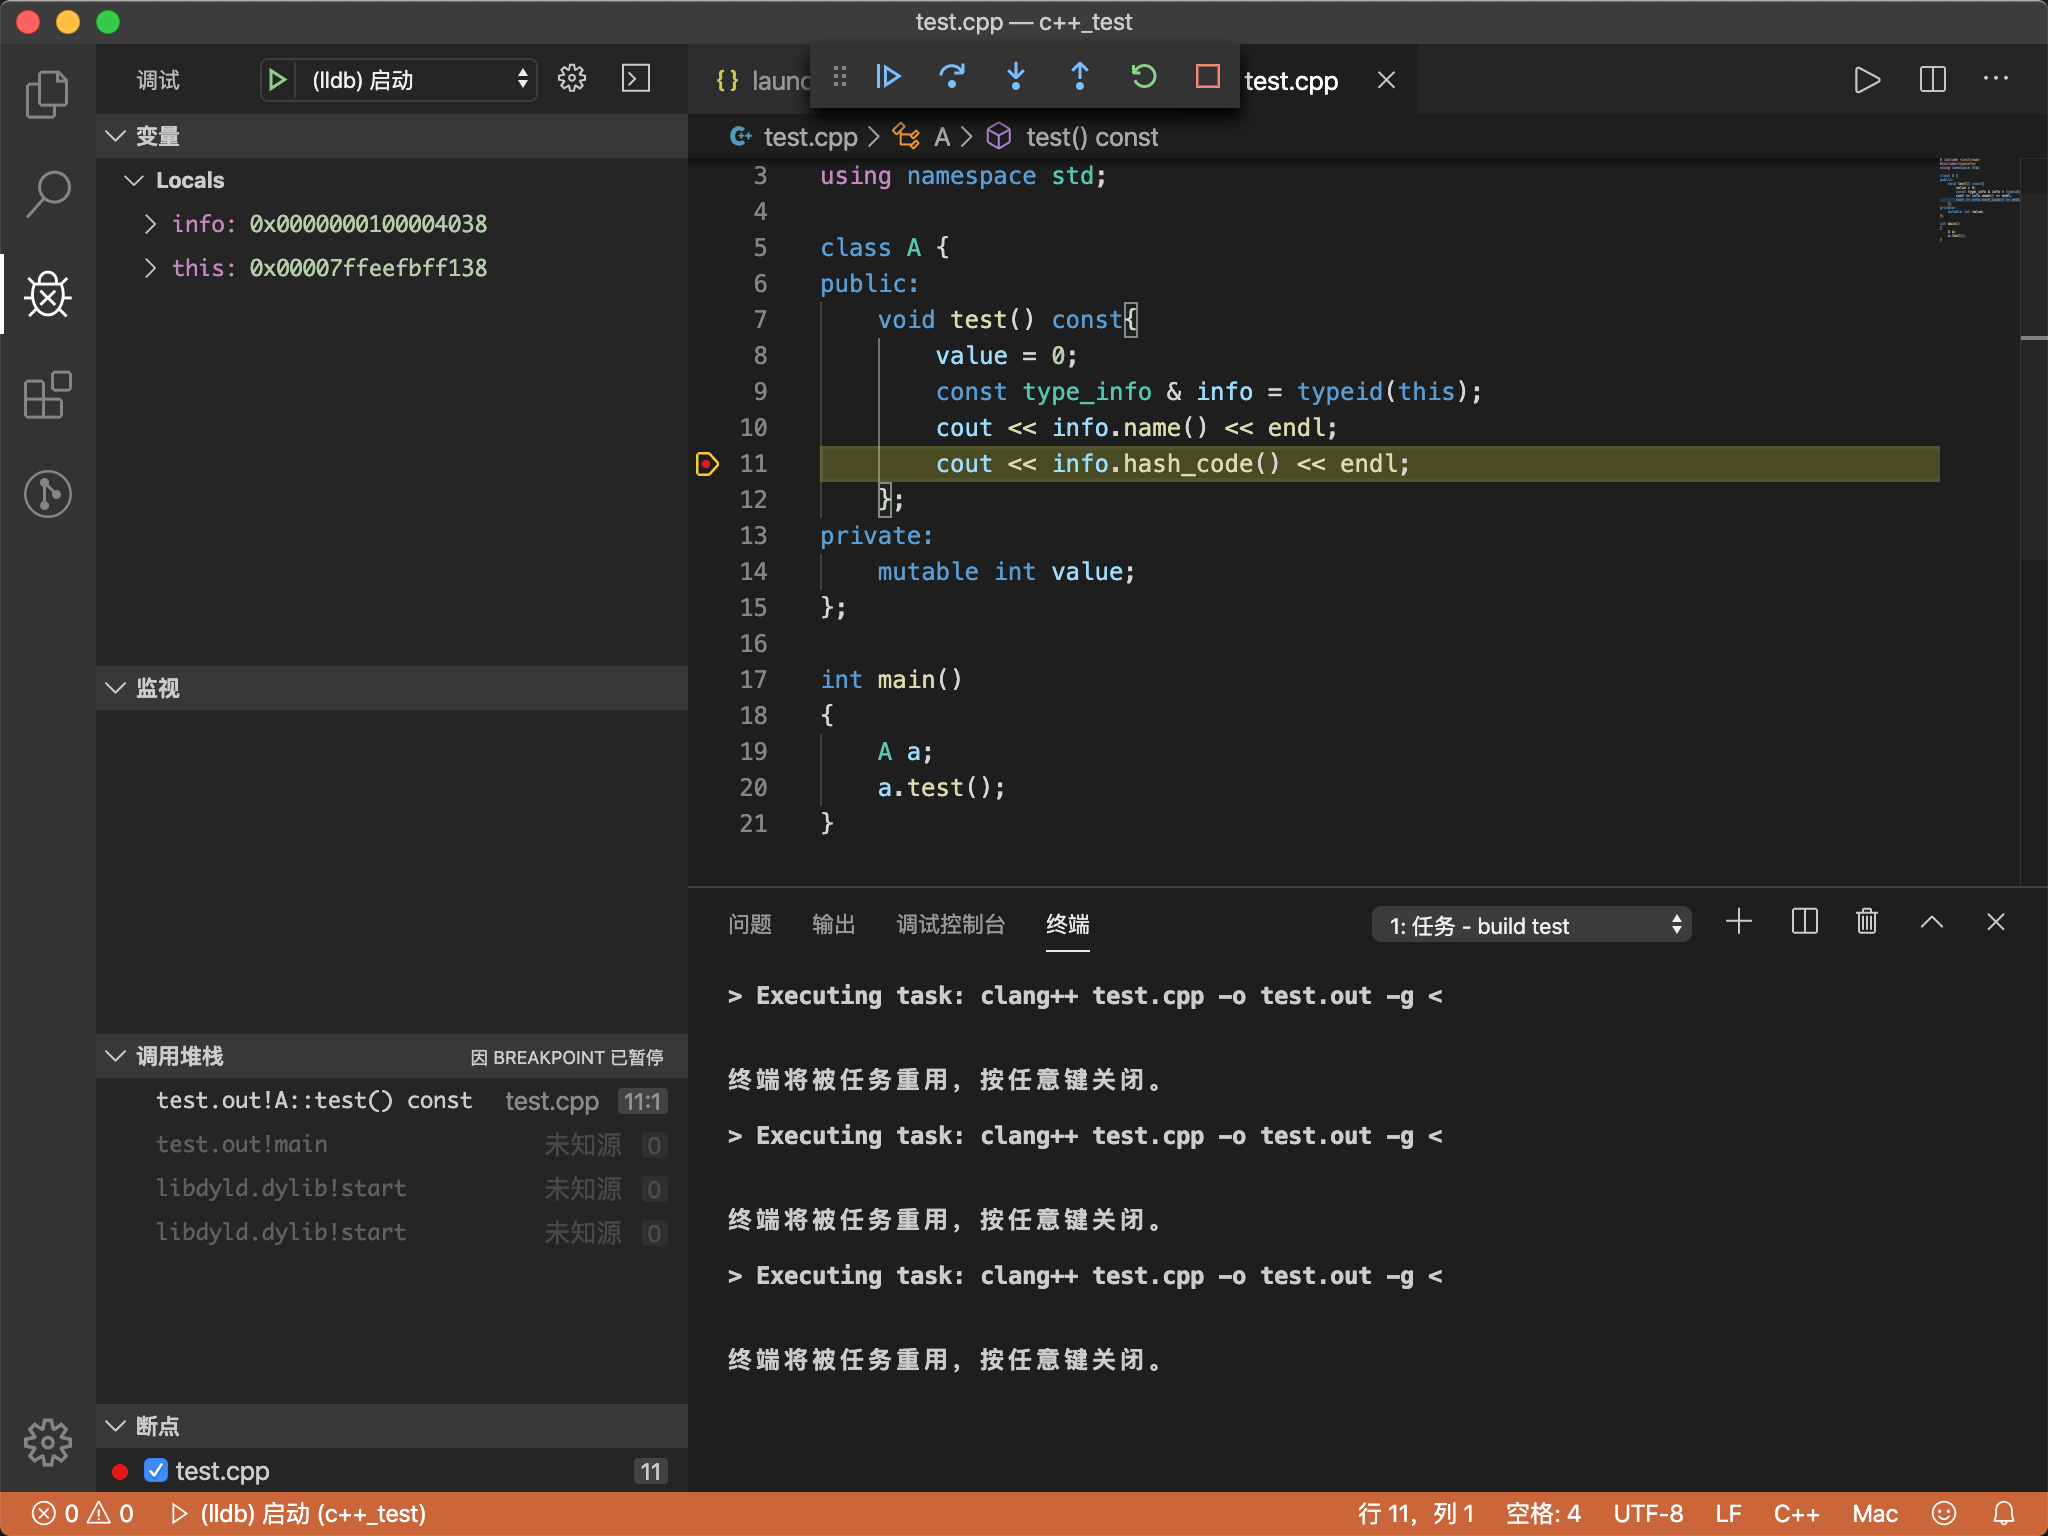 test.cpp — c++_test
调试
(lldb) 启动
{} laun
test.cpp
变量
Locals
info: 0x0000000100004038
this: 0x00007ffeefbff138
监视
调用堆栈
因 BREAKPOINT 已暂停
test.out!A::test() const test.cpp 11:1
test.out!main 未知源 0
libdyld.dylib!start 未知源 0
libdyld.dylib!start 未知源 0
断点
test.cpp 11
test.cpp > A > test() const
3 using namespace std;
4
5 class A {
6 public:
7     void test() const{
8         value = 0;
9         const type_info & info = typeid(this);
10         cout << info.name() << endl;
11         cout << info.hash_code() << endl;
12     };
13 private:
14     mutable int value;
15 };
16
17 int main()
18 {
19     A a;
20     a.test();
21 }
问题 输出 调试控制台 终端
1: 任务 - build test
> Executing task: clang++ test.cpp -o test.out -g <
终端将被任务重用，按任意键关闭。
> Executing task: clang++ test.cpp -o test.out -g <
终端将被任务重用，按任意键关闭。
> Executing task: clang++ test.cpp -o test.out -g <
终端将被任务重用，按任意键关闭。
0 0 (lldb) 启动 (c++_test)
行 11，列 1 空格: 4 UTF-8 LF C++ Mac